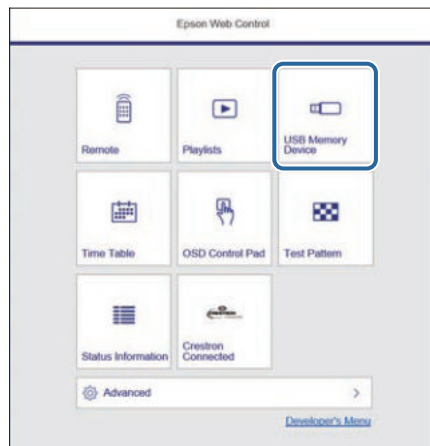 Epson Web Control
Remote
Playlists
USB Memory
Device
Time Table
OSD Control Pad
Test Pattern
CRESTRON
Status Information
Crestron
Connected
Advanced
Developer's Menu